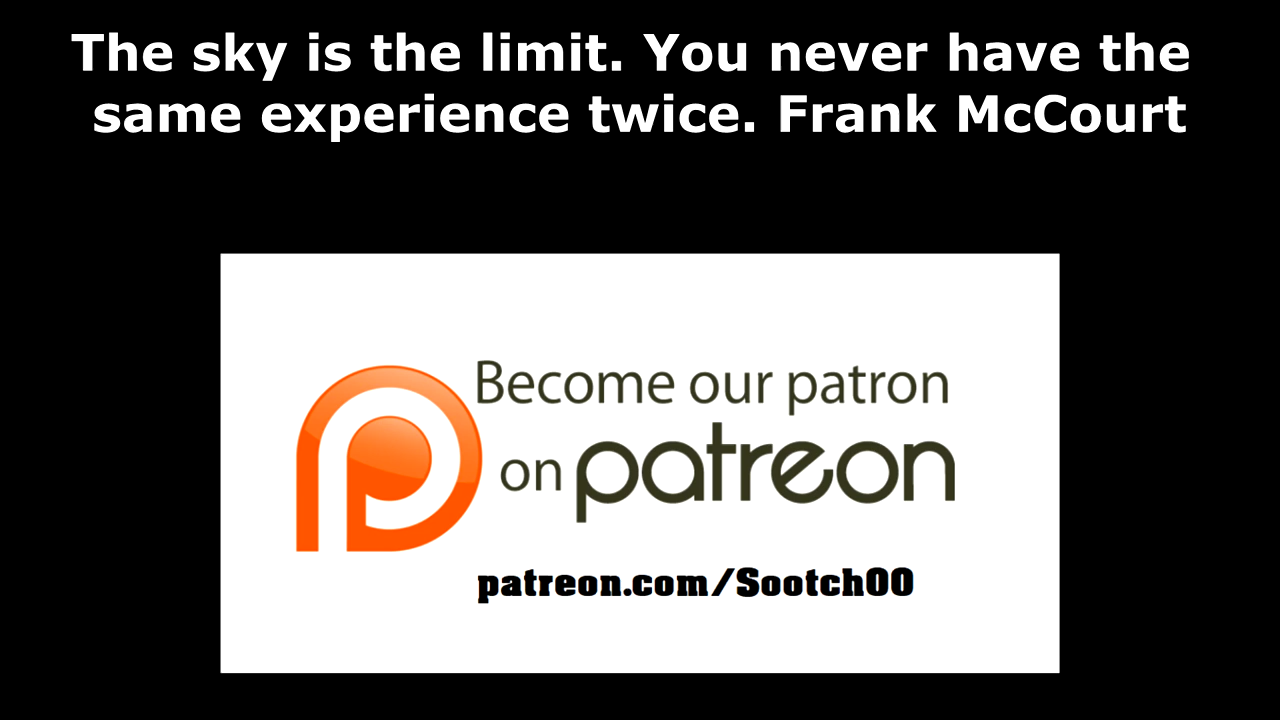 The sky is the limit. You never have the
same experience twice. Frank McCourt
Become our patron
on patreon
patreon.com/Sootch00